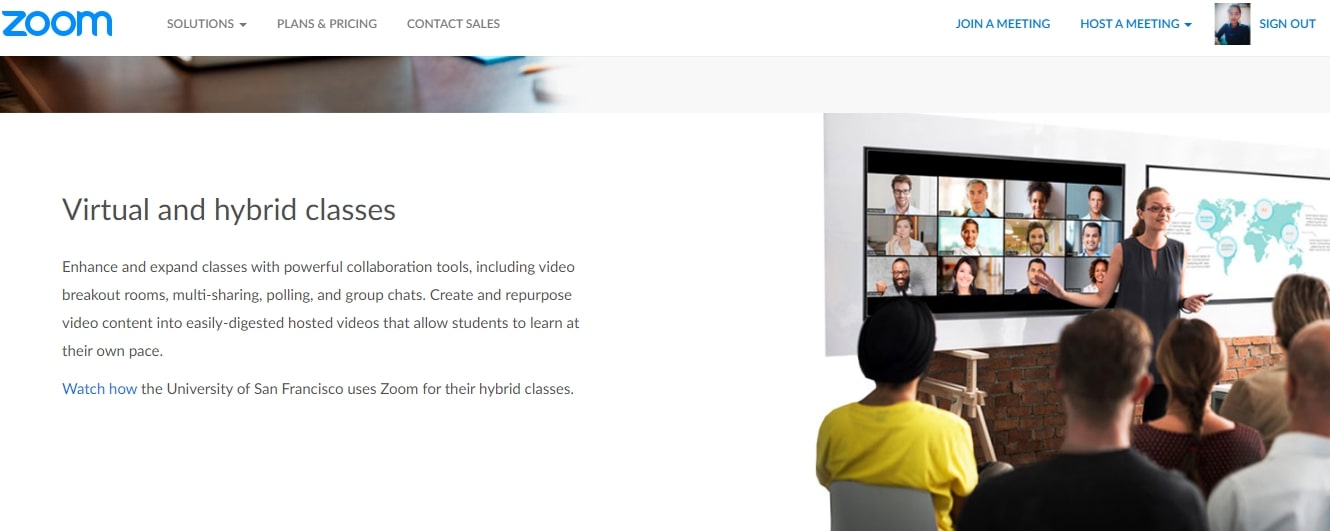 zoom
SOLUTIONS
PLANS & PRICING
CONTACT SALES
JOIN A MEETING
HOST A MEETING
SIGN OUT
Virtual and hybrid classes
Enhance and expand classes with powerful collaboration tools, including video
breakout rooms, multi-sharing, polling, and group chats. Create and repurpose
video content into easily-digested hosted videos that allow students to learn at
their own pace.
Watch how the University of San Francisco uses Zoom for their hybrid classes.